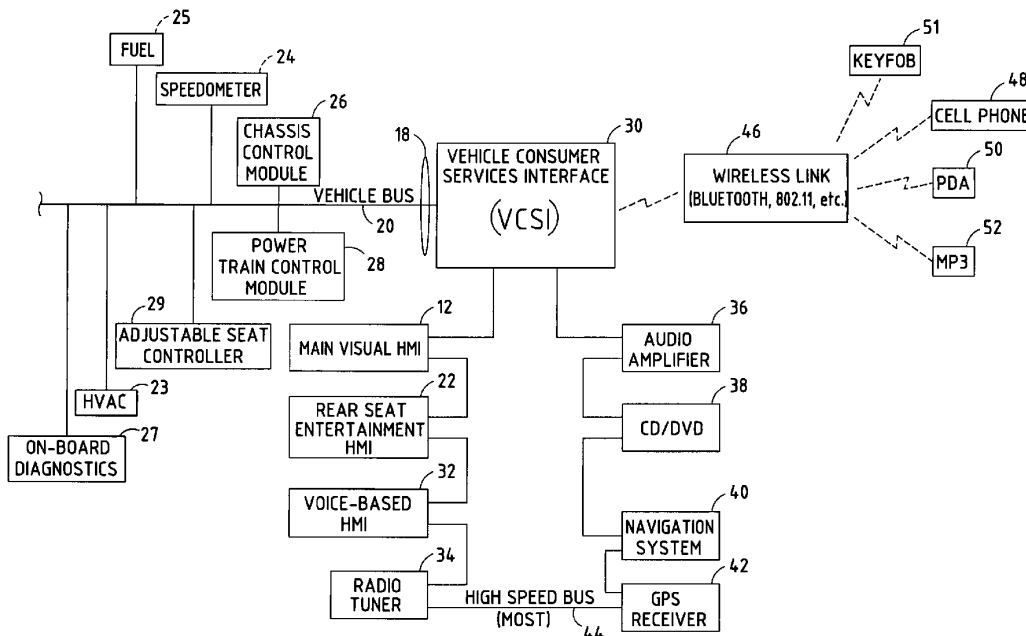 25
FUEL
24
SPEEDOMETER
26
CHASSIS
CONTROL
MODULE
18
VEHICLE BUS
20
POWER
TRAIN CONTROL
MODULE
28
29
ADJUSTABLE SEAT
CONTROLLER
HVAC
23
ON-BOARD
DIAGNOSTICS
27
30
VEHICLE CONSUMER
SERVICES INTERFACE
(VCSI)
46
WIRELESS LINK
(BLUETOOTH, 802.11, etc.)
51
KEYFOB
48
CELL PHONE
50
PDA
52
MP3
12
MAIN VISUAL HMI
22
REAR SEAT
ENTERTAINMENT
HMI
32
VOICE-BASED
HMI
34
RADIO
TUNER
HIGH SPEED BUS
(MOST)
44
36
AUDIO
AMPLIFIER
38
CD/DVD
40
NAVIGATION
SYSTEM
42
GPS
RECEIVER